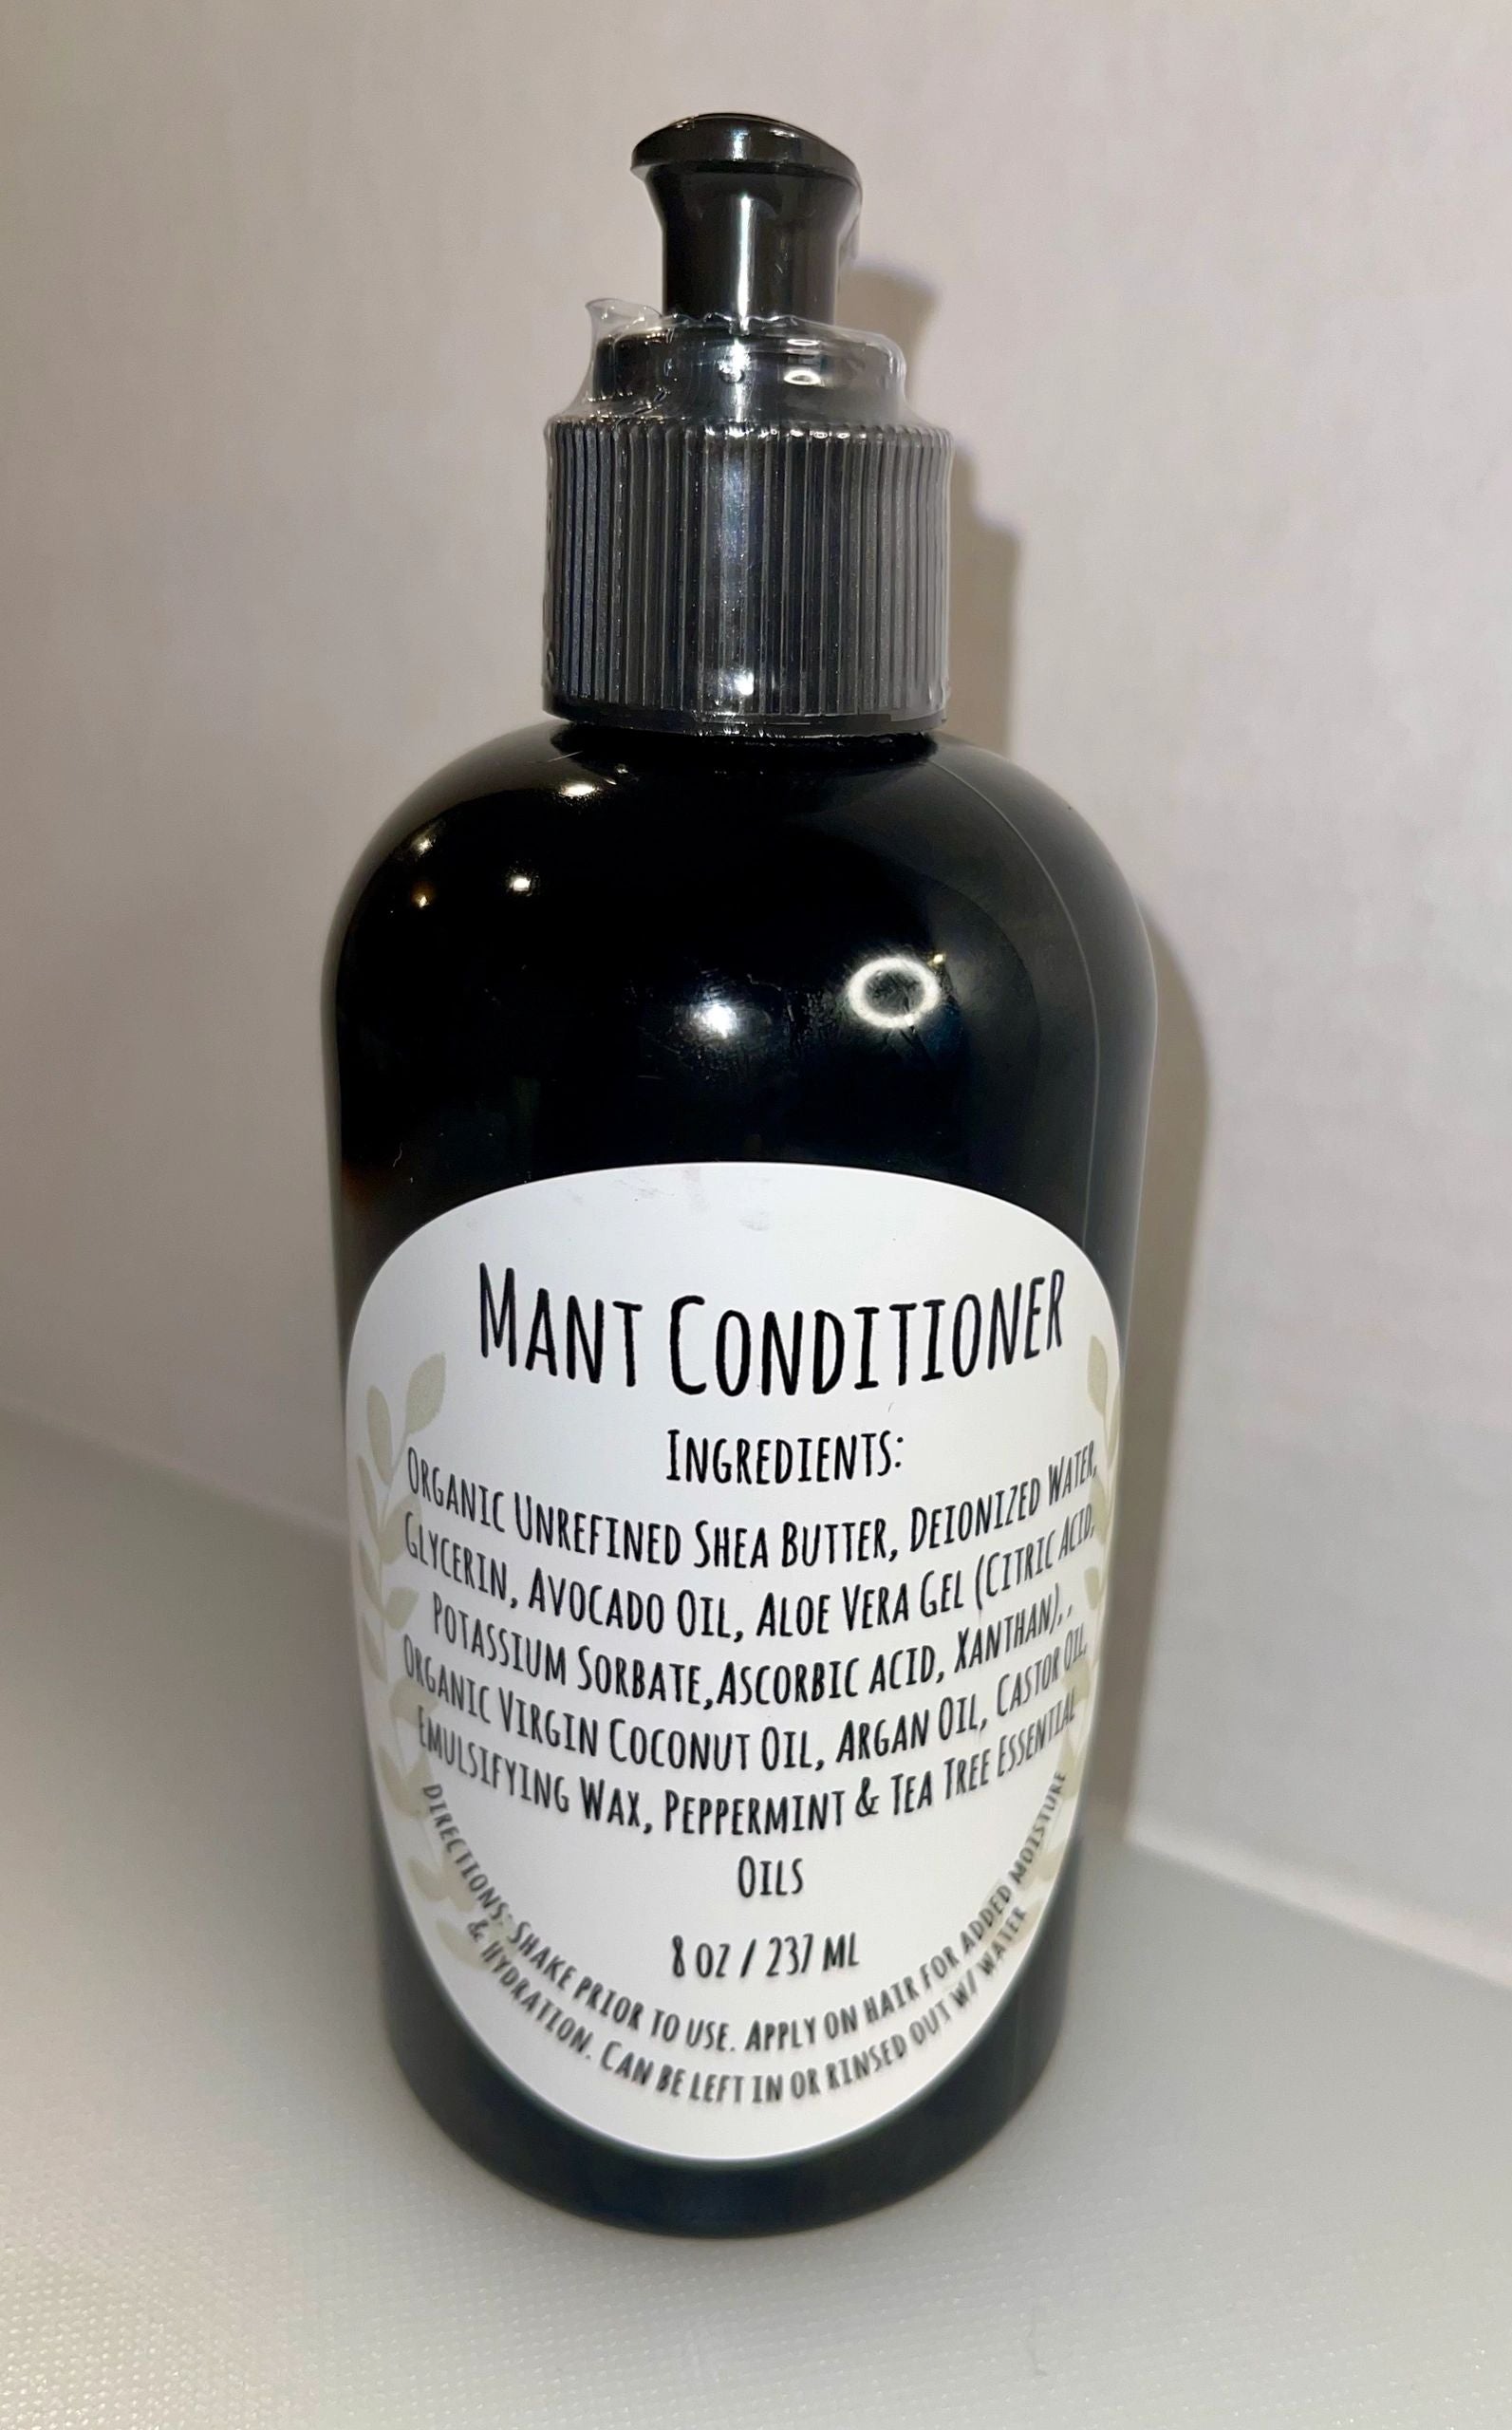 Mant Conditioner
Ingredients:
Organic Unrefined Shea Butter, Deionized Water,
Glycerin, Avocado Oil, Aloe Vera Gel (Citric Acid,
Potassium Sorbate,Ascorbic acid, Xanthan), ,
Organic Virgin Coconut Oil, Argan Oil, Castor Oil,
Emulsifying Wax, Peppermint & Tea Tree Essential
Oils
8 oz / 237 ml
Directions: Shake prior to use. Apply on hair for added moisture
& hydration. Can be left in or rinsed out w/ water